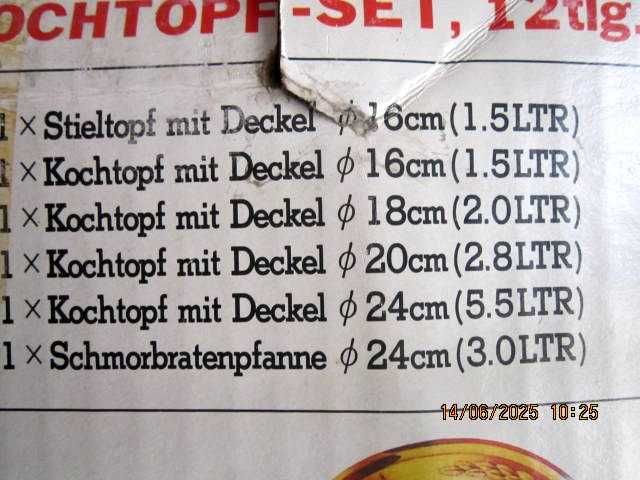 OCHTOPF-SET, 12tlg.
1 × Stieltopf mit Deckel ϕ 16cm (1.5LTR)
1 × Kochtopf mit Deckel ϕ 16cm (1.5LTR)
1 × Kochtopf mit Deckel ϕ 18cm (2.0LTR)
1 × Kochtopf mit Deckel ϕ 20cm (2.8LTR)
1 × Kochtopf mit Deckel ϕ 24cm (5.5LTR)
1 × Schmorbratenpfanne ϕ 24cm (3.0LTR)
14/06/2025 10:25